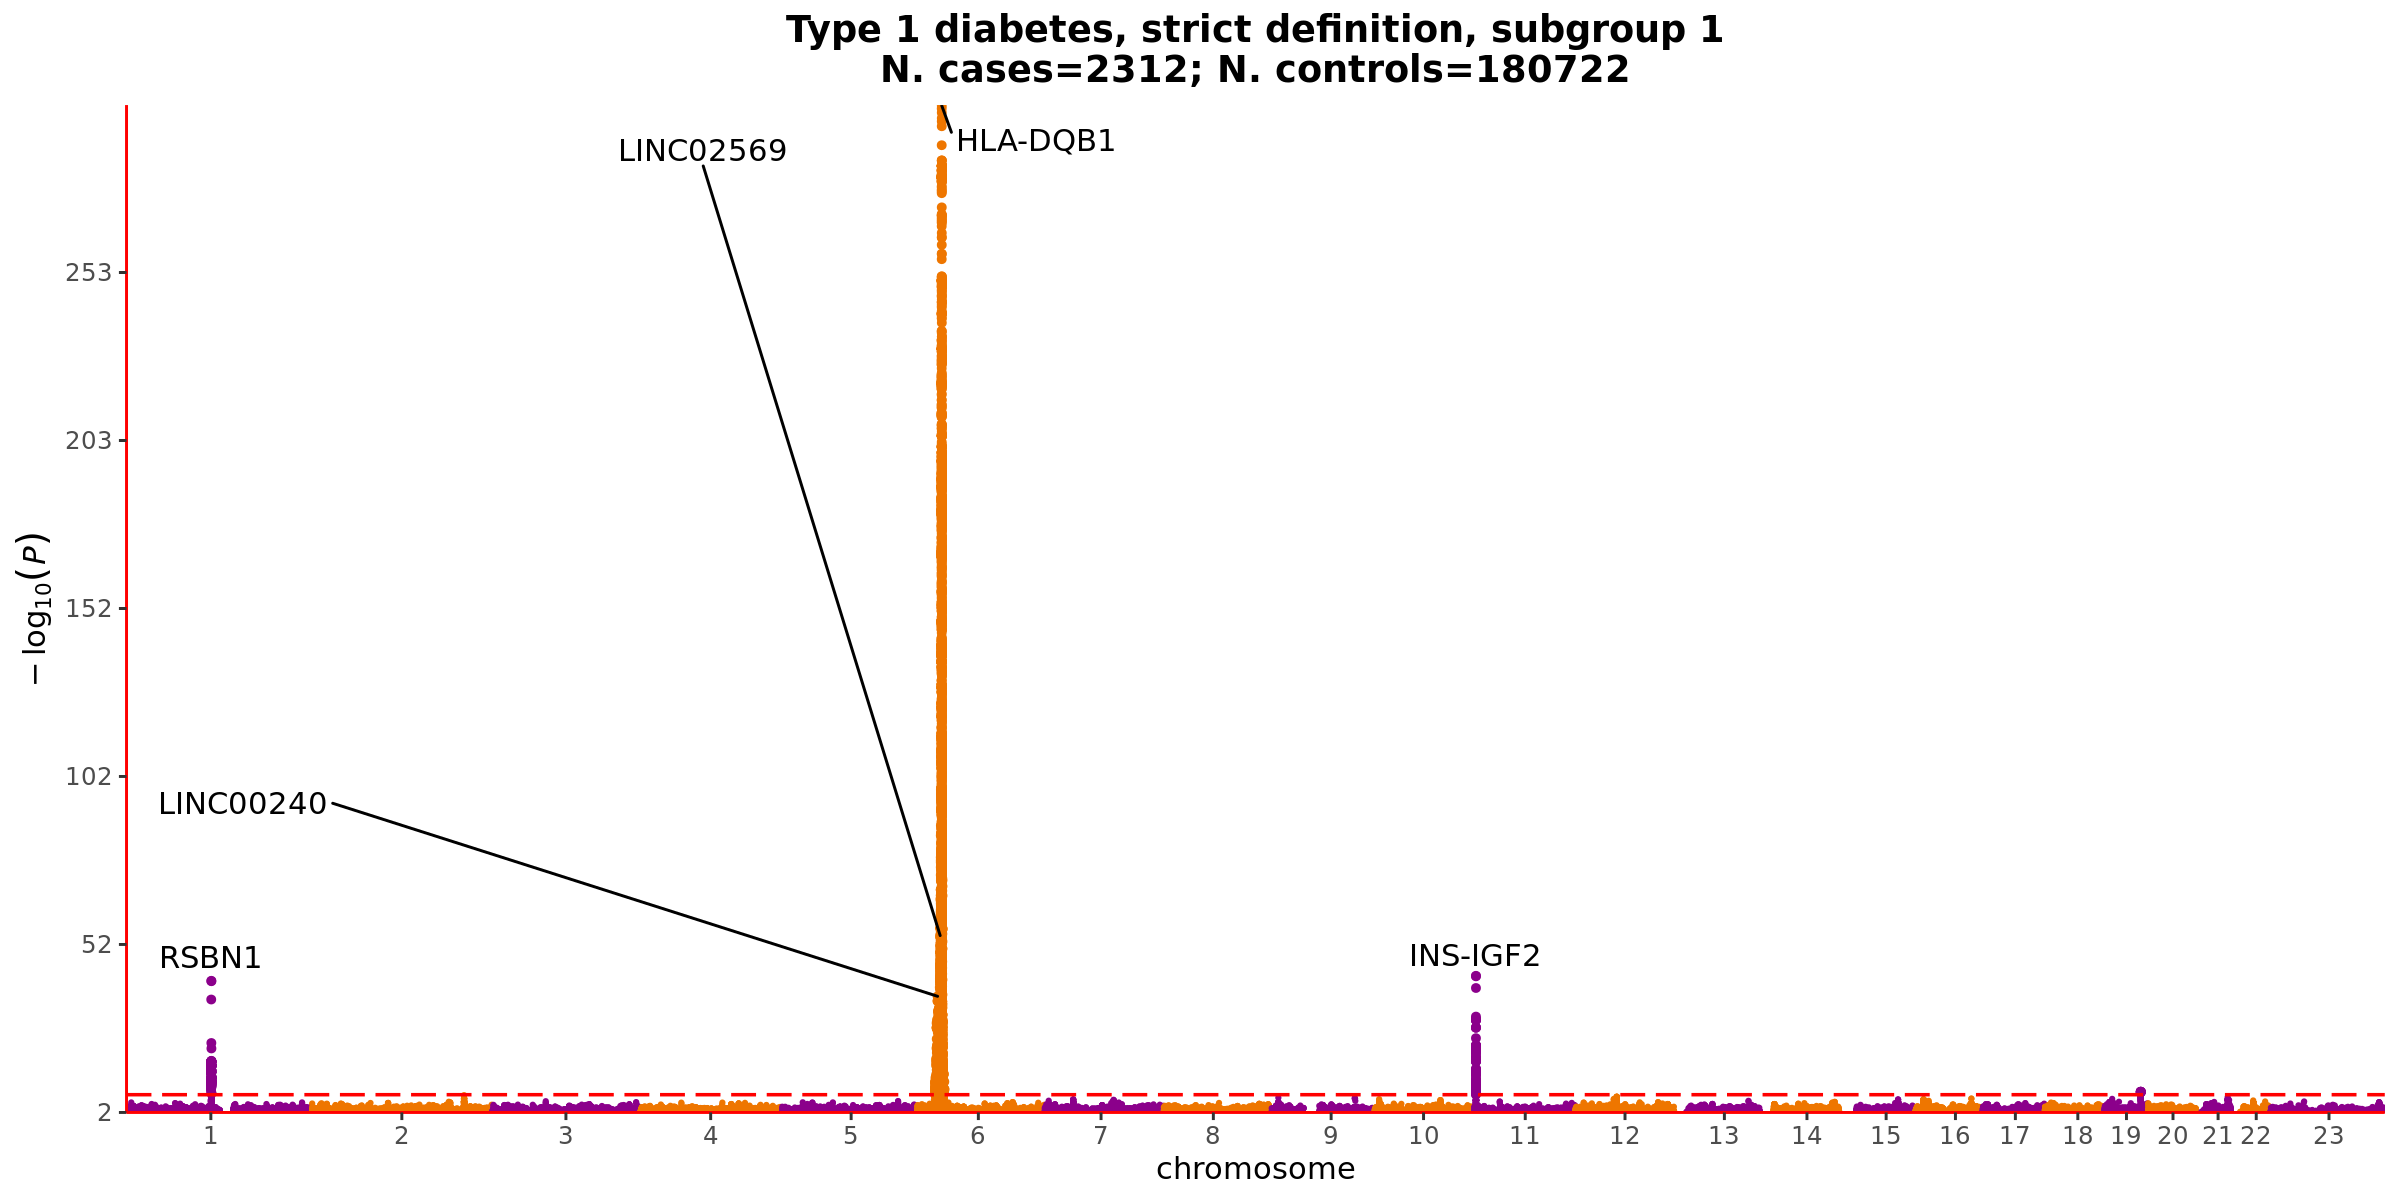 Type 1 diabetes, strict definition, subgroup 1
N. cases=2312; N. controls=180722
LINC02569
HLA-DQB1
253
203
152
102
52
2
−log10(P)
LINC00240
RSBN1
INS-IGF2
1 2 3 4 5 6 7 8 9 10 11 12 13 14 15 16 17 18 19 20 21 22 23
chromosome